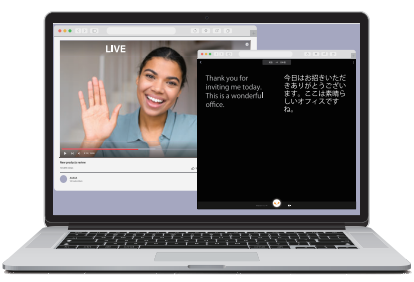 LIVE
Thank you for
inviting me today.
This is a wonderful
office.
今日はお招きいただ
きありがとうござい
ます。ここは素晴ら
しいオフィスです
ね。